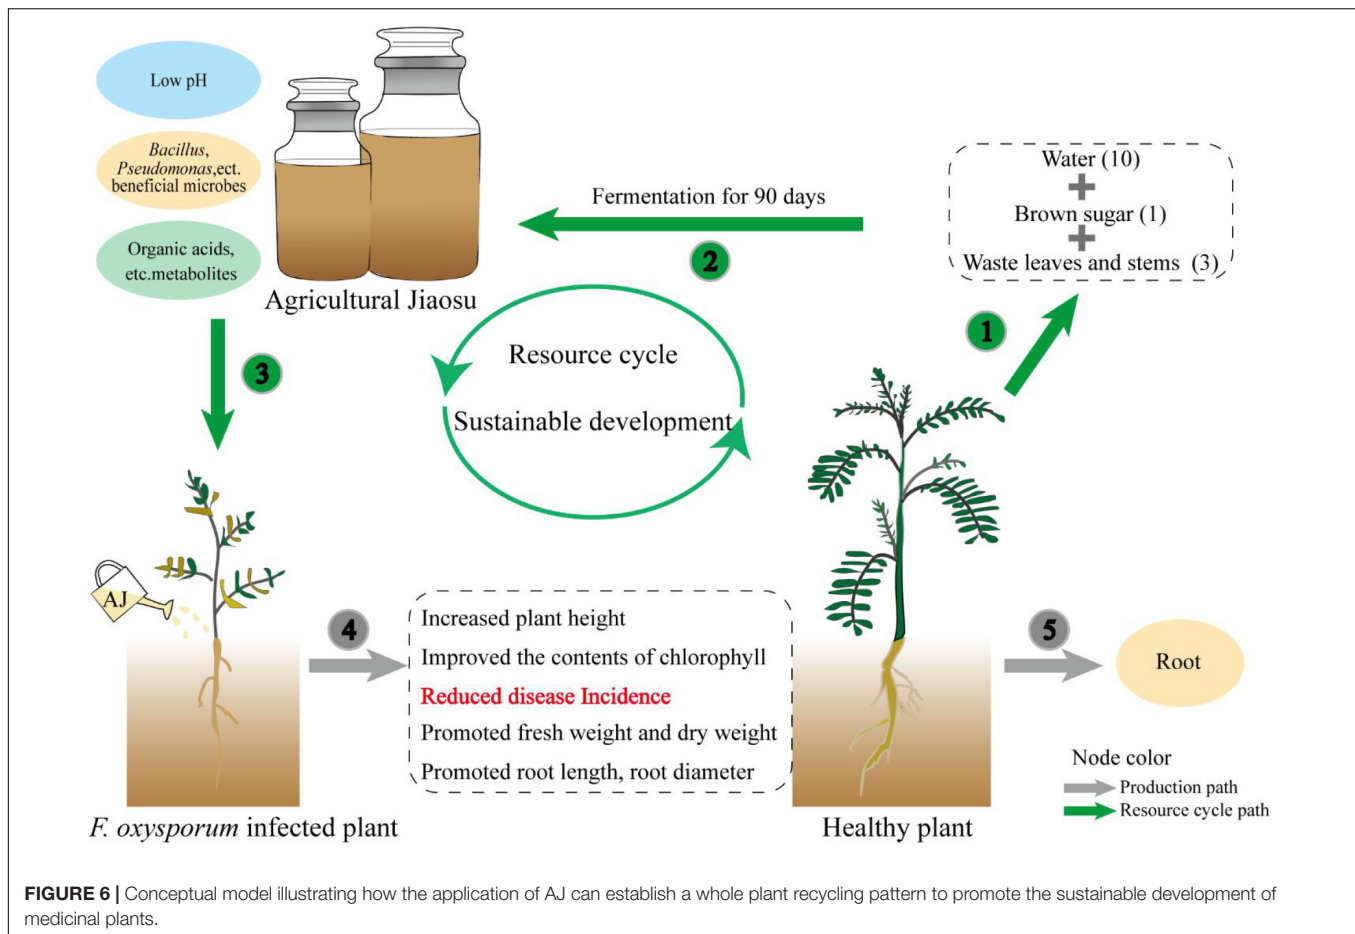 Low pH
Bacillus,
Pseudomonas,ect.
beneficial microbes
Organic acids,
etc.metabolites
Agricultural Jiaosu
Fermentation for 90 days
2
Water (10)
Brown sugar (1)
Waste leaves and stems (3)
1
3
Resource cycle
Sustainable development
AJ
4
Increased plant height
Improved the contents of chlorophyll
Reduced disease Incidence
Promoted fresh weight and dry weight
Promoted root length, root diameter
5
Root
Node color
Production path
Resource cycle path
F. oxysporum infected plant
Healthy plant
FIGURE 6 | Conceptual model illustrating how the application of AJ can establish a whole plant recycling pattern to promote the sustainable development of
medicinal plants.